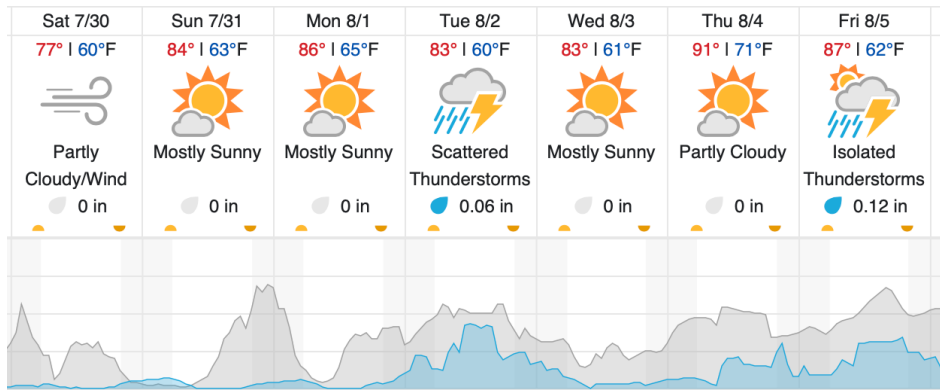 Sat 7/30 Sun 7/31 Mon 8/1 Tue 8/2 Wed 8/3 Thu 8/4 Fri 8/5
77° | 60°F 84° | 63°F 86° | 65°F 83° | 60°F 83° | 61°F 91° | 71°F 87° | 62°F
Partly Mostly Sunny Mostly Sunny Scattered Mostly Sunny Partly Cloudy Isolated
Cloudy/Wind Thunderstorms Thunderstorms
0 in 0 in 0 in 0.06 in 0 in 0 in 0.12 in